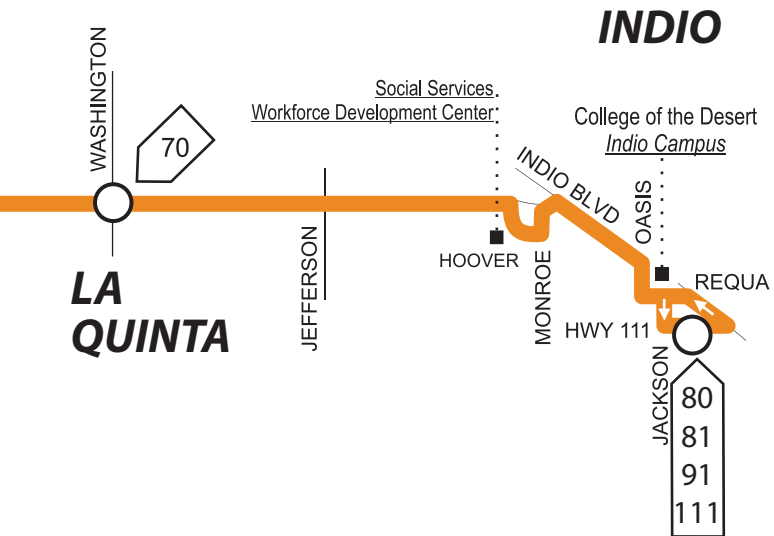 INDIO
WASHINGTON
70
Social Services
Workforce Development Center
College of the Desert
Indio Campus
INDIO BLVD
OASIS
HOOVER
REQUA
LA
QUINTA
JEFFERSON
MONROE
HWY 111
JACKSON
80
81
91
111